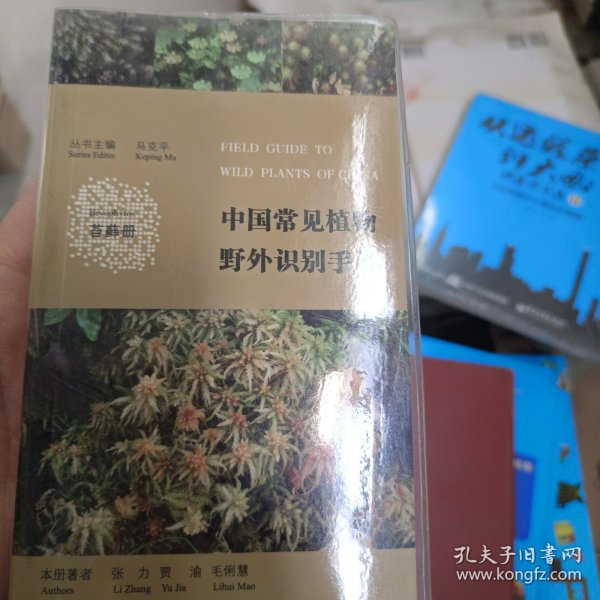 丛书主编 马克平
Series Editor Keping Ma
FIELD GUIDE TO
WILD PLANTS OF CHINA
Bryophytes
苔藓册
中国常见植物
野外识别手
本册著者 张 力 贾 渝 毛俐慧
Authors Li Zhang Yu Jia Lihui Mao
孔夫子旧书网
www.kongfz.com